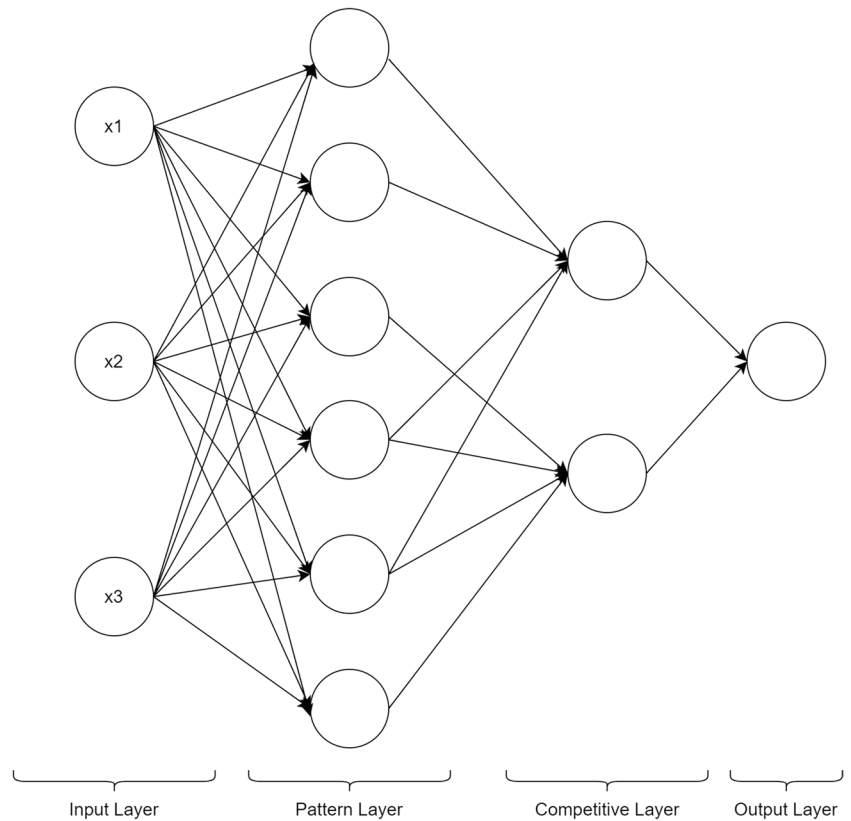 x1
x2
x3
Input Layer
Pattern Layer
Competitive Layer
Output Layer